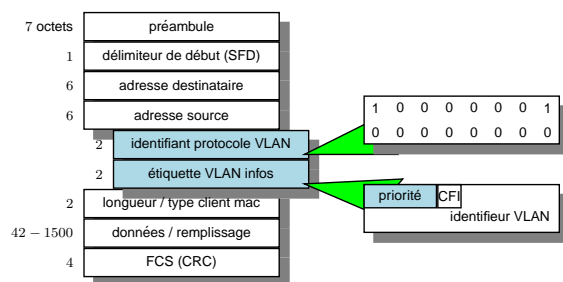 7 octets préambule
1 délimiteur de début (SFD)
6 adresse destinataire
6 adresse source
2 identifiant protocole VLAN
2 étiquette VLAN infos
2 longueur / type client mac
42 − 1500 données / remplissage
4 FCS (CRC)
1 0 0 0 0 0 0 1
0 0 0 0 0 0 0 0
priorité CFI
identifieur VLAN